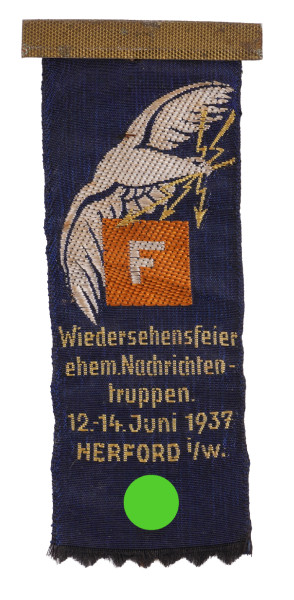 F
Wiedersehensfeier
ehem. Nachrichten-
truppen.
12.-14. Juni 1937
HERFORD i/w.